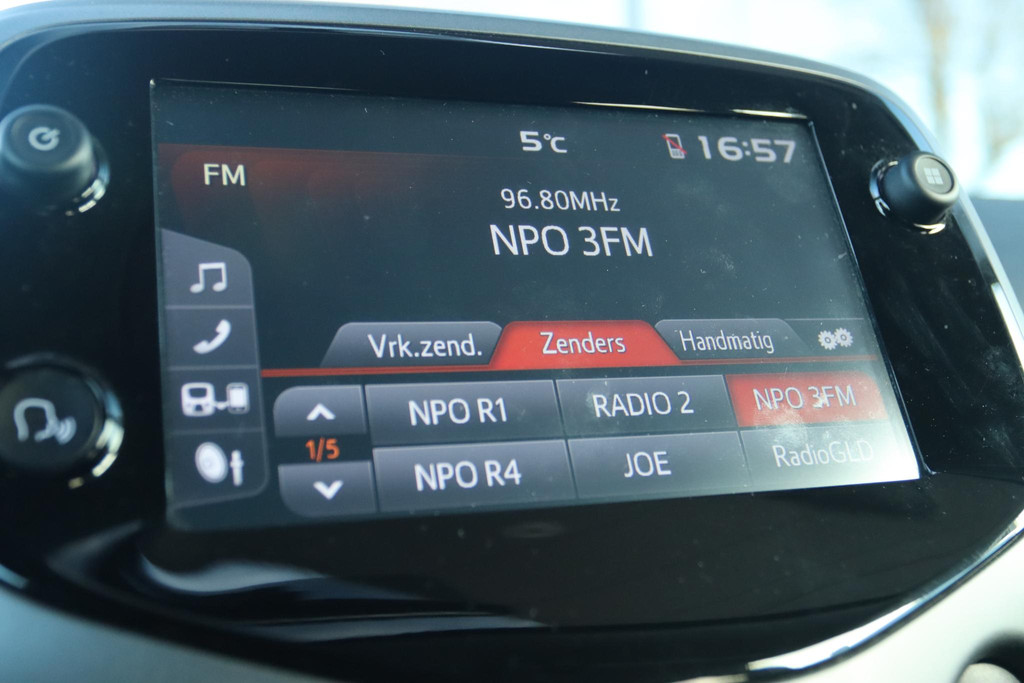 5°C 16:57
FM
96.80MHz
NPO 3FM
Vrk.zend. Zenders Handmatig
NPO R1 RADIO 2 NPO 3FM
1/5
NPO R4 JOE RadioGLD